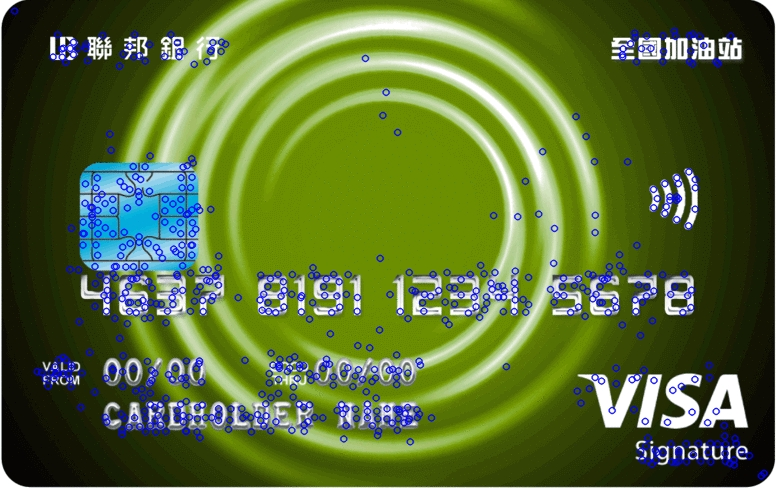 聯邦銀行 全國加油站
4637 8191 1234 5678
VALID FROM 00/00 00/00
CARDHOLDER NAME
VISA
Signature